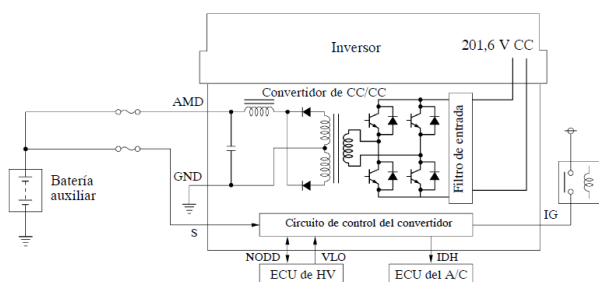 Inversor
201,6 V CC
Convertidor de CC/CC
AMD
Filtro de entrada
GND
Batería
auxiliar
IG
S
Circuito de control del convertidor
NODD
VLO
IDH
ECU de HV
ECU del A/C